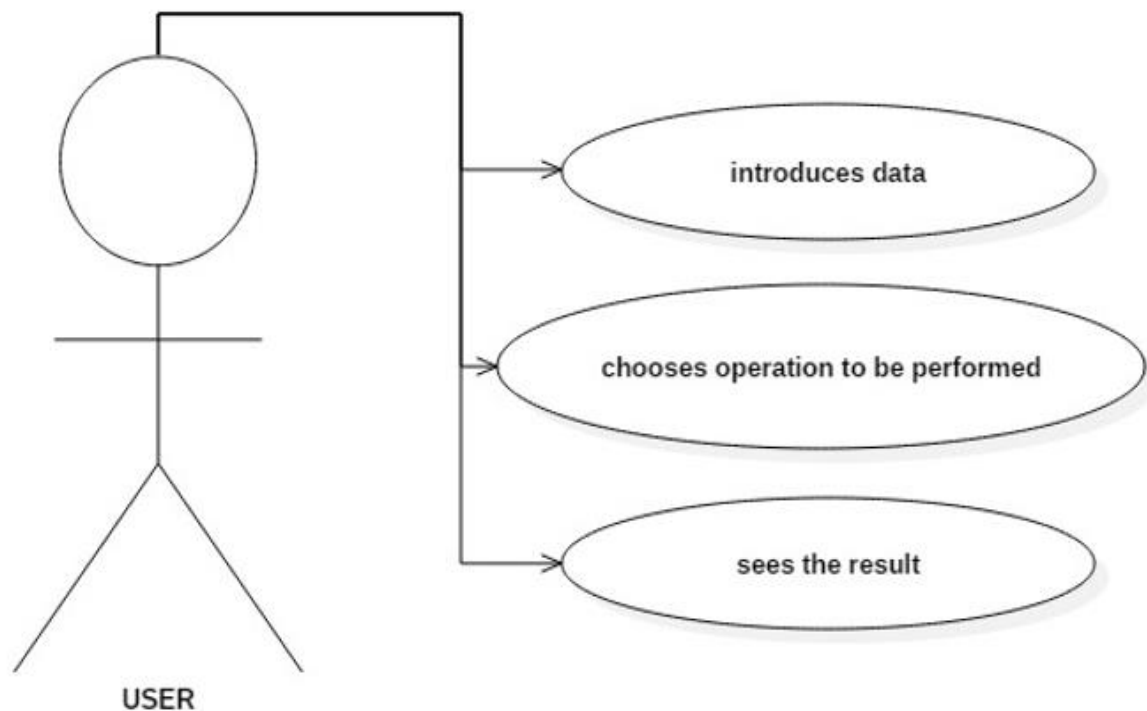 introduces data
chooses operation to be performed
sees the result
USER